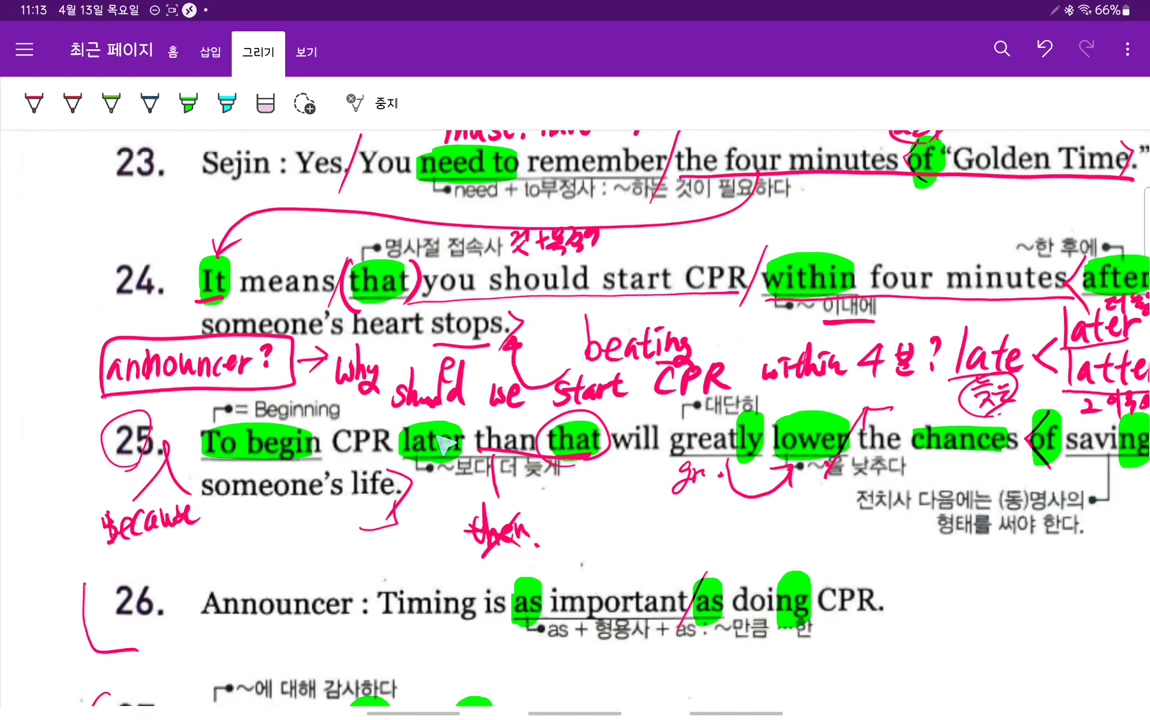 11:13 4월 13일 목요일 66%
최근 페이지 홈 삽입 그리기 보기
중지
23. Sejin : Yes. You need to remember the four minutes of “Golden Time.”
need + to부정사 : ~하는 것이 필요하다
명사절 접속사 것 ~한 후에
24. It means that you should start CPR within four minutes after
~ 이내에
someone’s heart stops.
beating later
announcer? → why should we start CPR within 4분? late < latter
늦은
= Beginning 대단히
25. To begin CPR later than that will greatly lower the chances of saving
~보다 더 늦게 gr. ~을 낮추다
someone’s life.
전치사 다음에는 (동)명사의
형태를 써야 한다.
because then.
26. Announcer : Timing is as important as doing CPR.
as + 형용사 + as : ~만큼 …한
~에 대해 감사하다